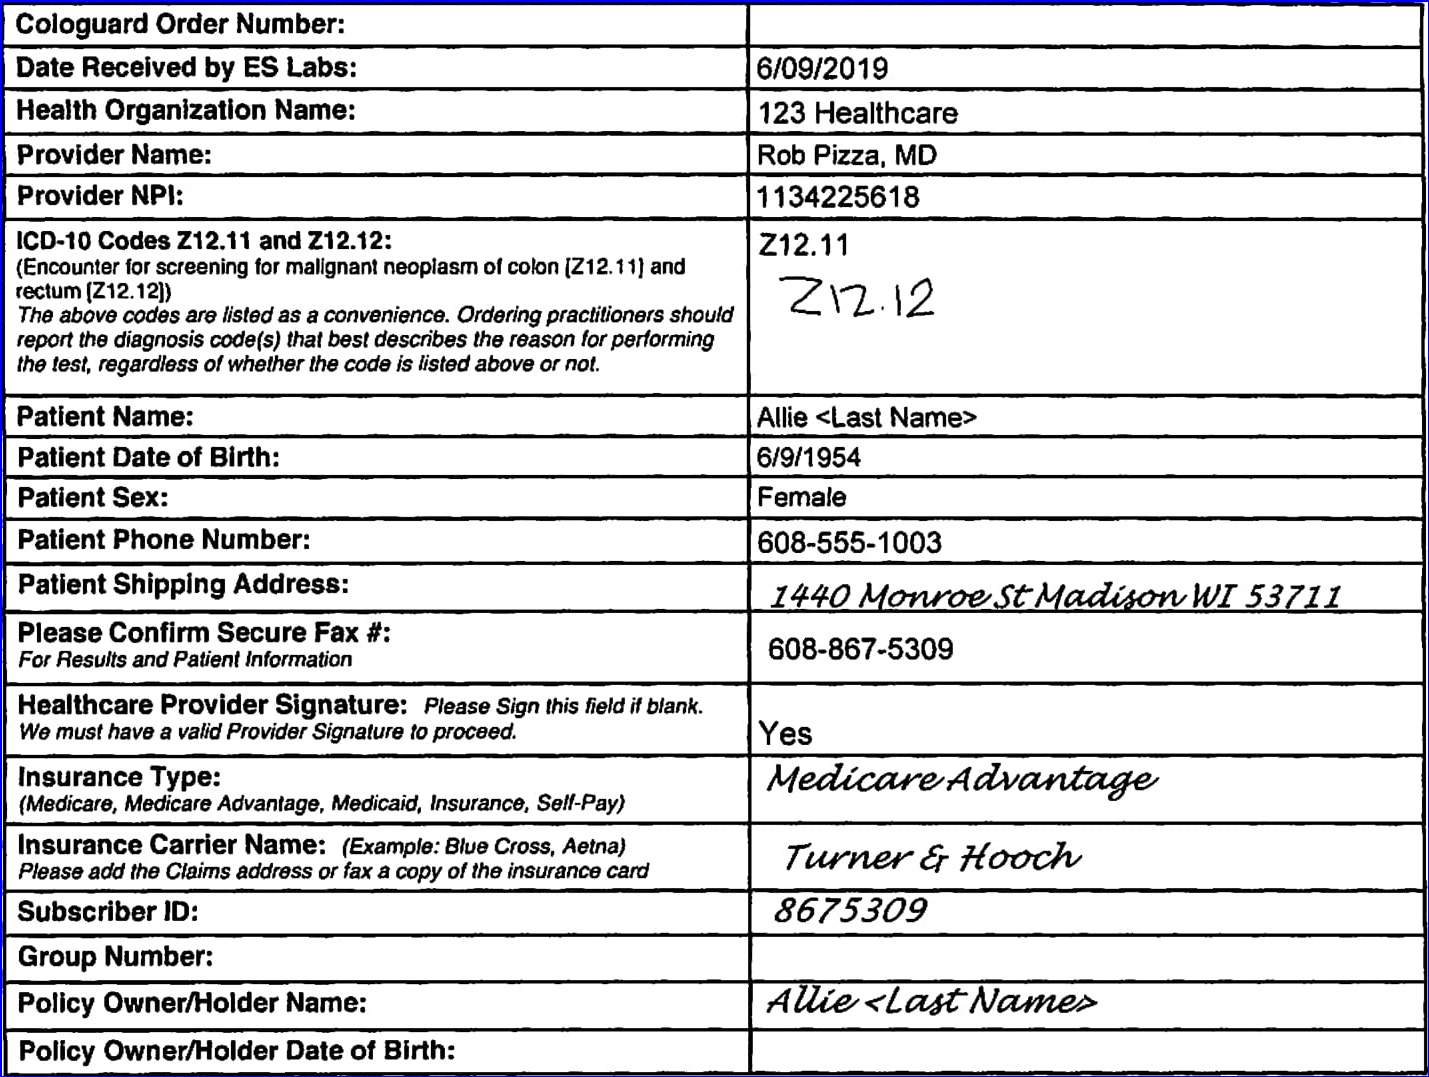 Cologuard Order Number:
Date Received by ES Labs: 6/09/2019
Health Organization Name: 123 Healthcare
Provider Name: Rob Pizza, MD
Provider NPI: 1134225618
ICD-10 Codes Z12.11 and Z12.12: Z12.11
(Encounter for screening for malignant neoplasm of colon [Z12.11] and
rectum [Z12.12]) Z12.12
The above codes are listed as a convenience. Ordering practitioners should
report the diagnosis code(s) that best describes the reason for performing
the test, regardless of whether the code is listed above or not.
Patient Name: Allie <Last Name>
Patient Date of Birth: 6/9/1954
Patient Sex: Female
Patient Phone Number: 608-555-1003
Patient Shipping Address: 1440 Monroe St Madison WI 53711
Please Confirm Secure Fax #: 608-867-5309
For Results and Patient Information
Healthcare Provider Signature: Please Sign this field if blank.
We must have a valid Provider Signature to proceed. Yes
Insurance Type: Medicare Advantage
(Medicare, Medicare Advantage, Medicaid, Insurance, Self-Pay)
Insurance Carrier Name: (Example: Blue Cross, Aetna) Turner & Hooch
Please add the Claims address or fax a copy of the insurance card
Subscriber ID: 8675309
Group Number:
Policy Owner/Holder Name: Allie <Last Name>
Policy Owner/Holder Date of Birth: